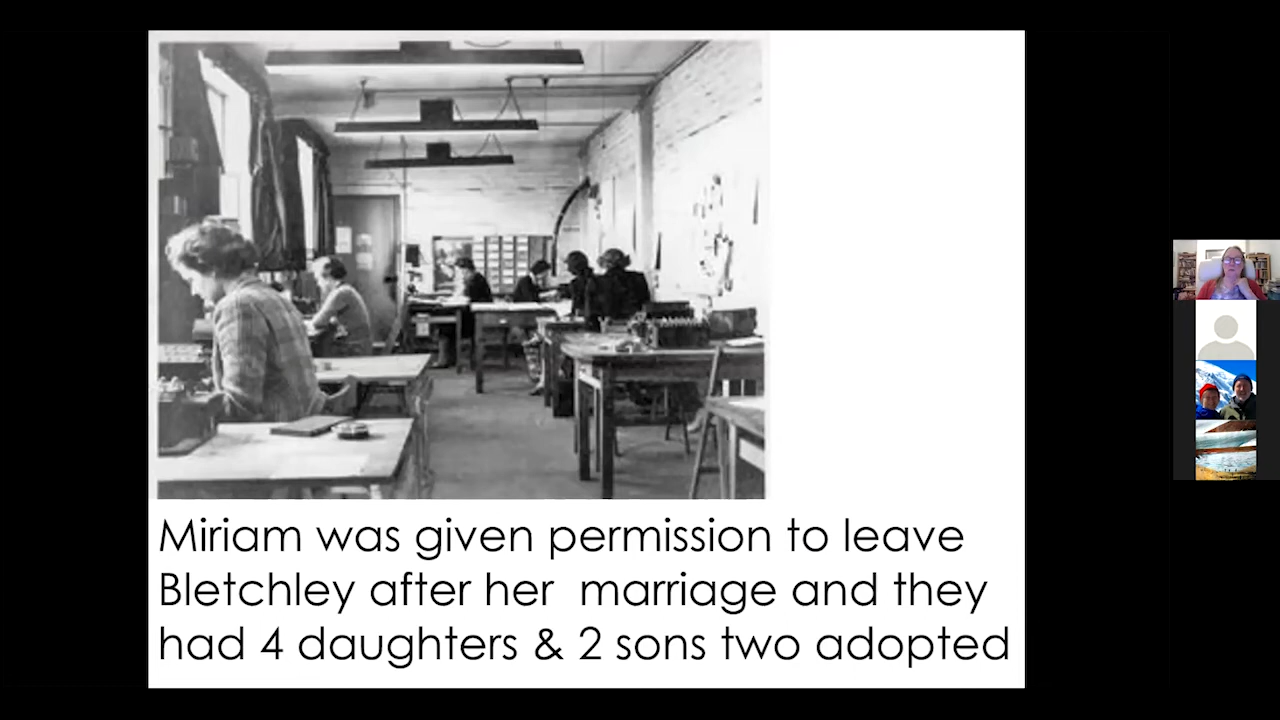 Miriam was given permission to leave
Bletchley after her  marriage and they
had 4 daughters & 2 sons two adopted